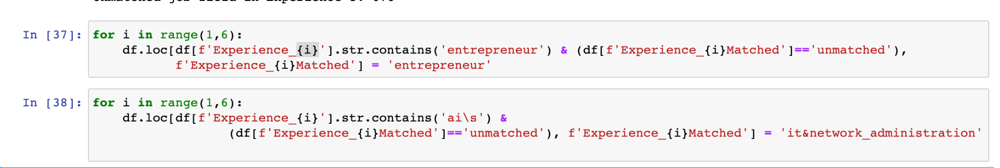 In [37]: for i in range(1,6):
df.loc[df[f'Experience_{i}'].str.contains('entrepreneur') & (df[f'Experience_{i}Matched']=='unmatched'),
f'Experience_{i}Matched'] = 'entrepreneur'
In [38]: for i in range(1,6):
df.loc[df[f'Experience_{i}'].str.contains('ai\s') &
(df[f'Experience_{i}Matched']=='unmatched'), f'Experience_{i}Matched'] = 'it&network_administration'